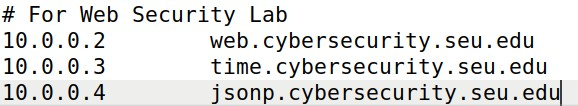 # For Web Security Lab
10.0.0.2        web.cybersecurity.seu.edu
10.0.0.3        time.cybersecurity.seu.edu
10.0.0.4        jsonp.cybersecurity.seu.edu